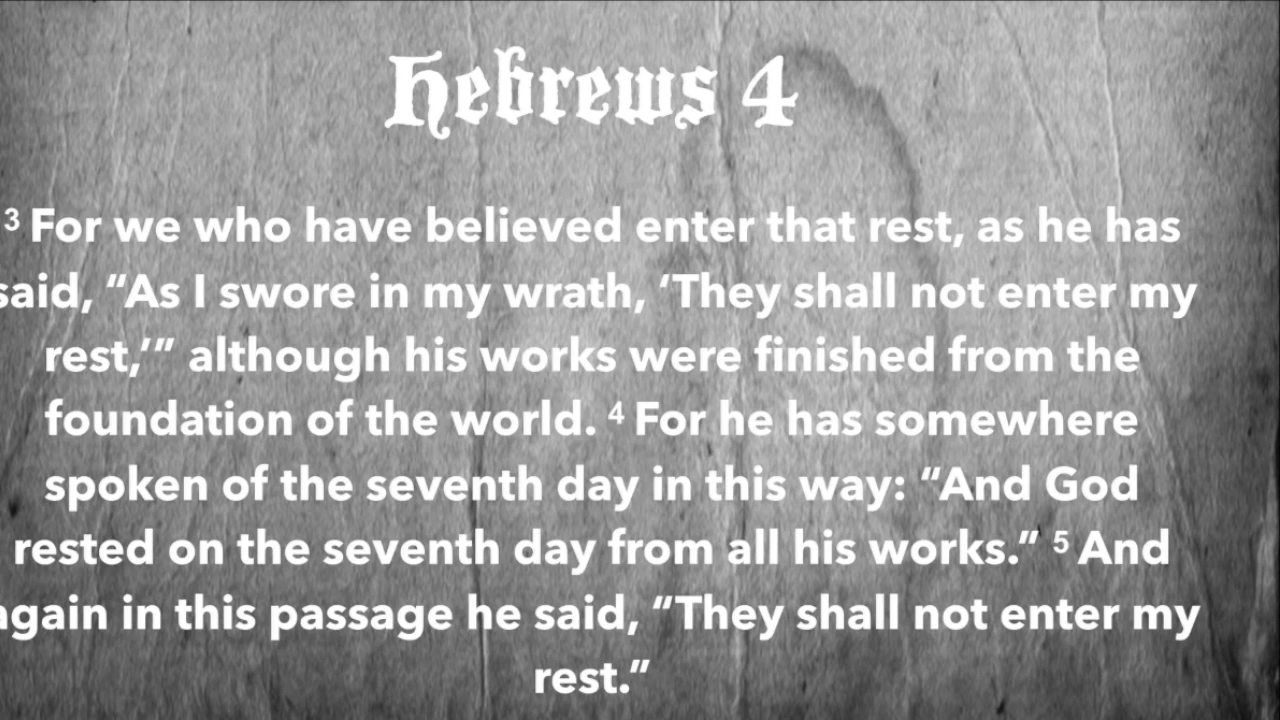 Hebrews 4
3 For we who have believed enter that rest, as he has
said, “As I swore in my wrath, ‘They shall not enter my
rest,’” although his works were finished from the
foundation of the world. 4 For he has somewhere
spoken of the seventh day in this way: “And God
rested on the seventh day from all his works.” 5 And
again in this passage he said, “They shall not enter my
rest.”